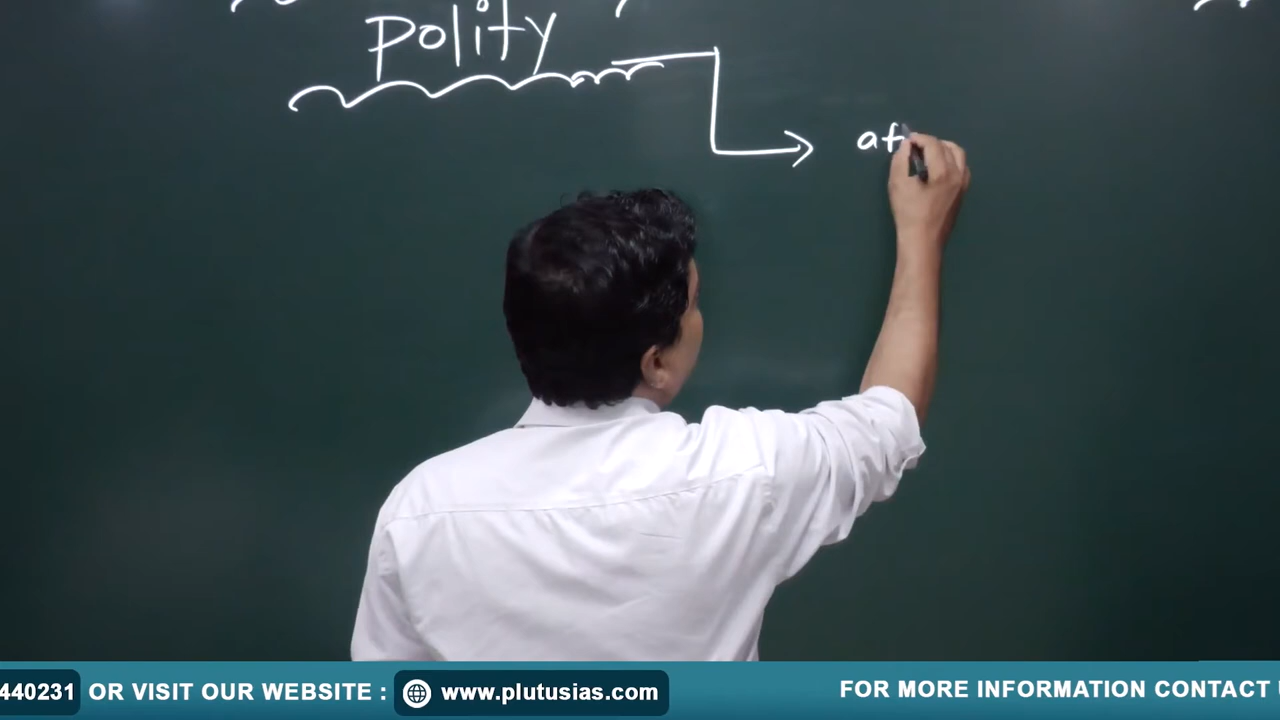 Polity
af
440231 OR VISIT OUR WEBSITE : www.plutusias.com FOR MORE INFORMATION CONTACT